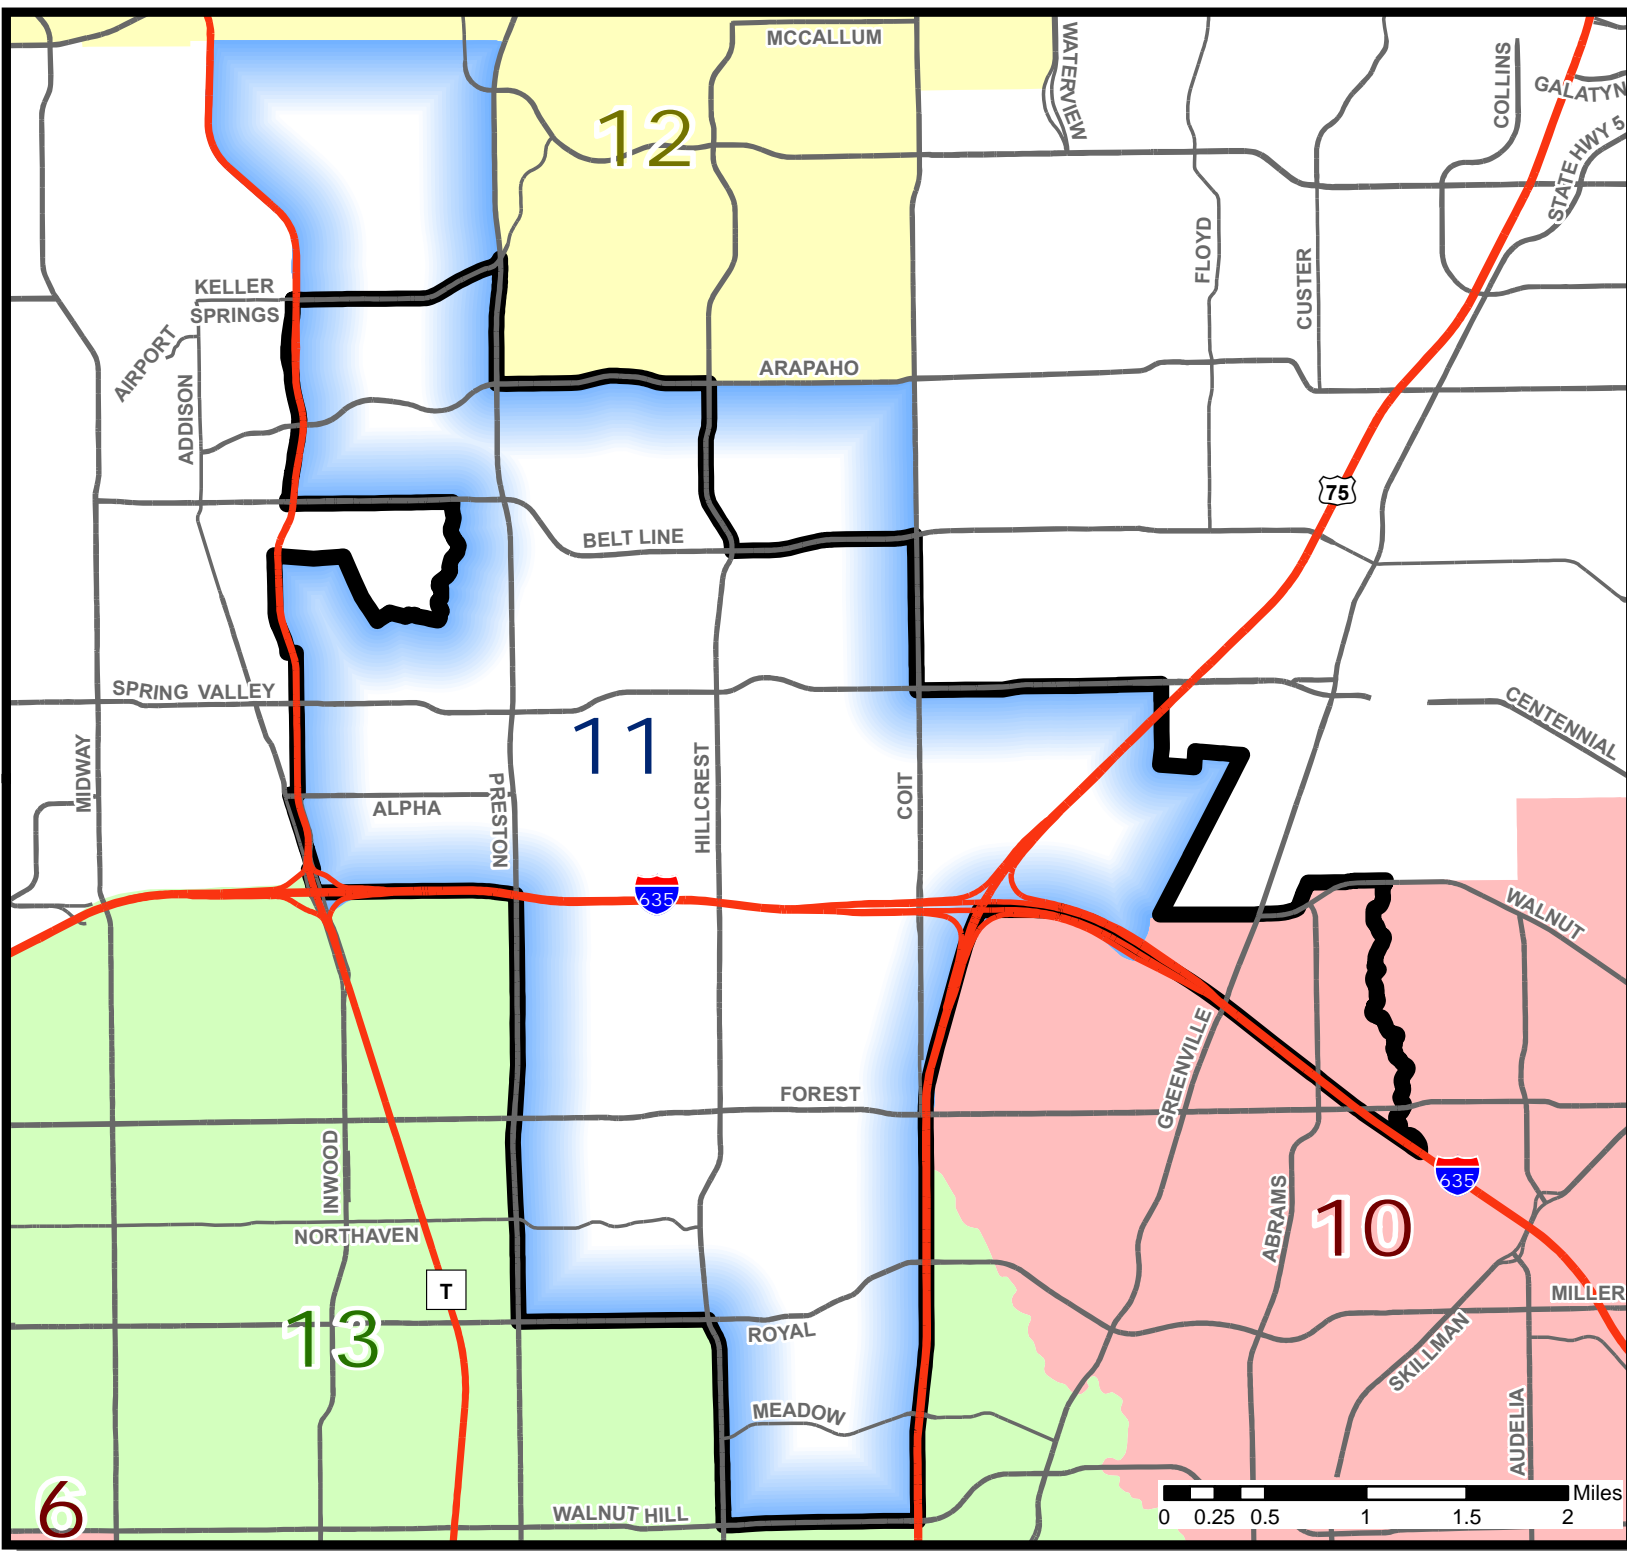 MCCALLUM
WATERVIEW
COLLINS
GALATYN
STATE HWY 5
12
FLOYD
CUSTER
KELLER
SPRINGS
AIRPORT
ADDISON
ARAPAHO
75
BELT LINE
SPRING VALLEY
CENTENNIAL
11
MIDWAY
ALPHA
PRESTON
HILLCREST
COIT
635
WALNUT
GREENVILLE
FOREST
INWOOD
ABRAMS
635
10
NORTHAVEN
T
MILLER
13
ROYAL
SKILLMAN
MEADOW
AUDELIA
6
WALNUT HILL
Miles
0 0.25 0.5 1 1.5 2